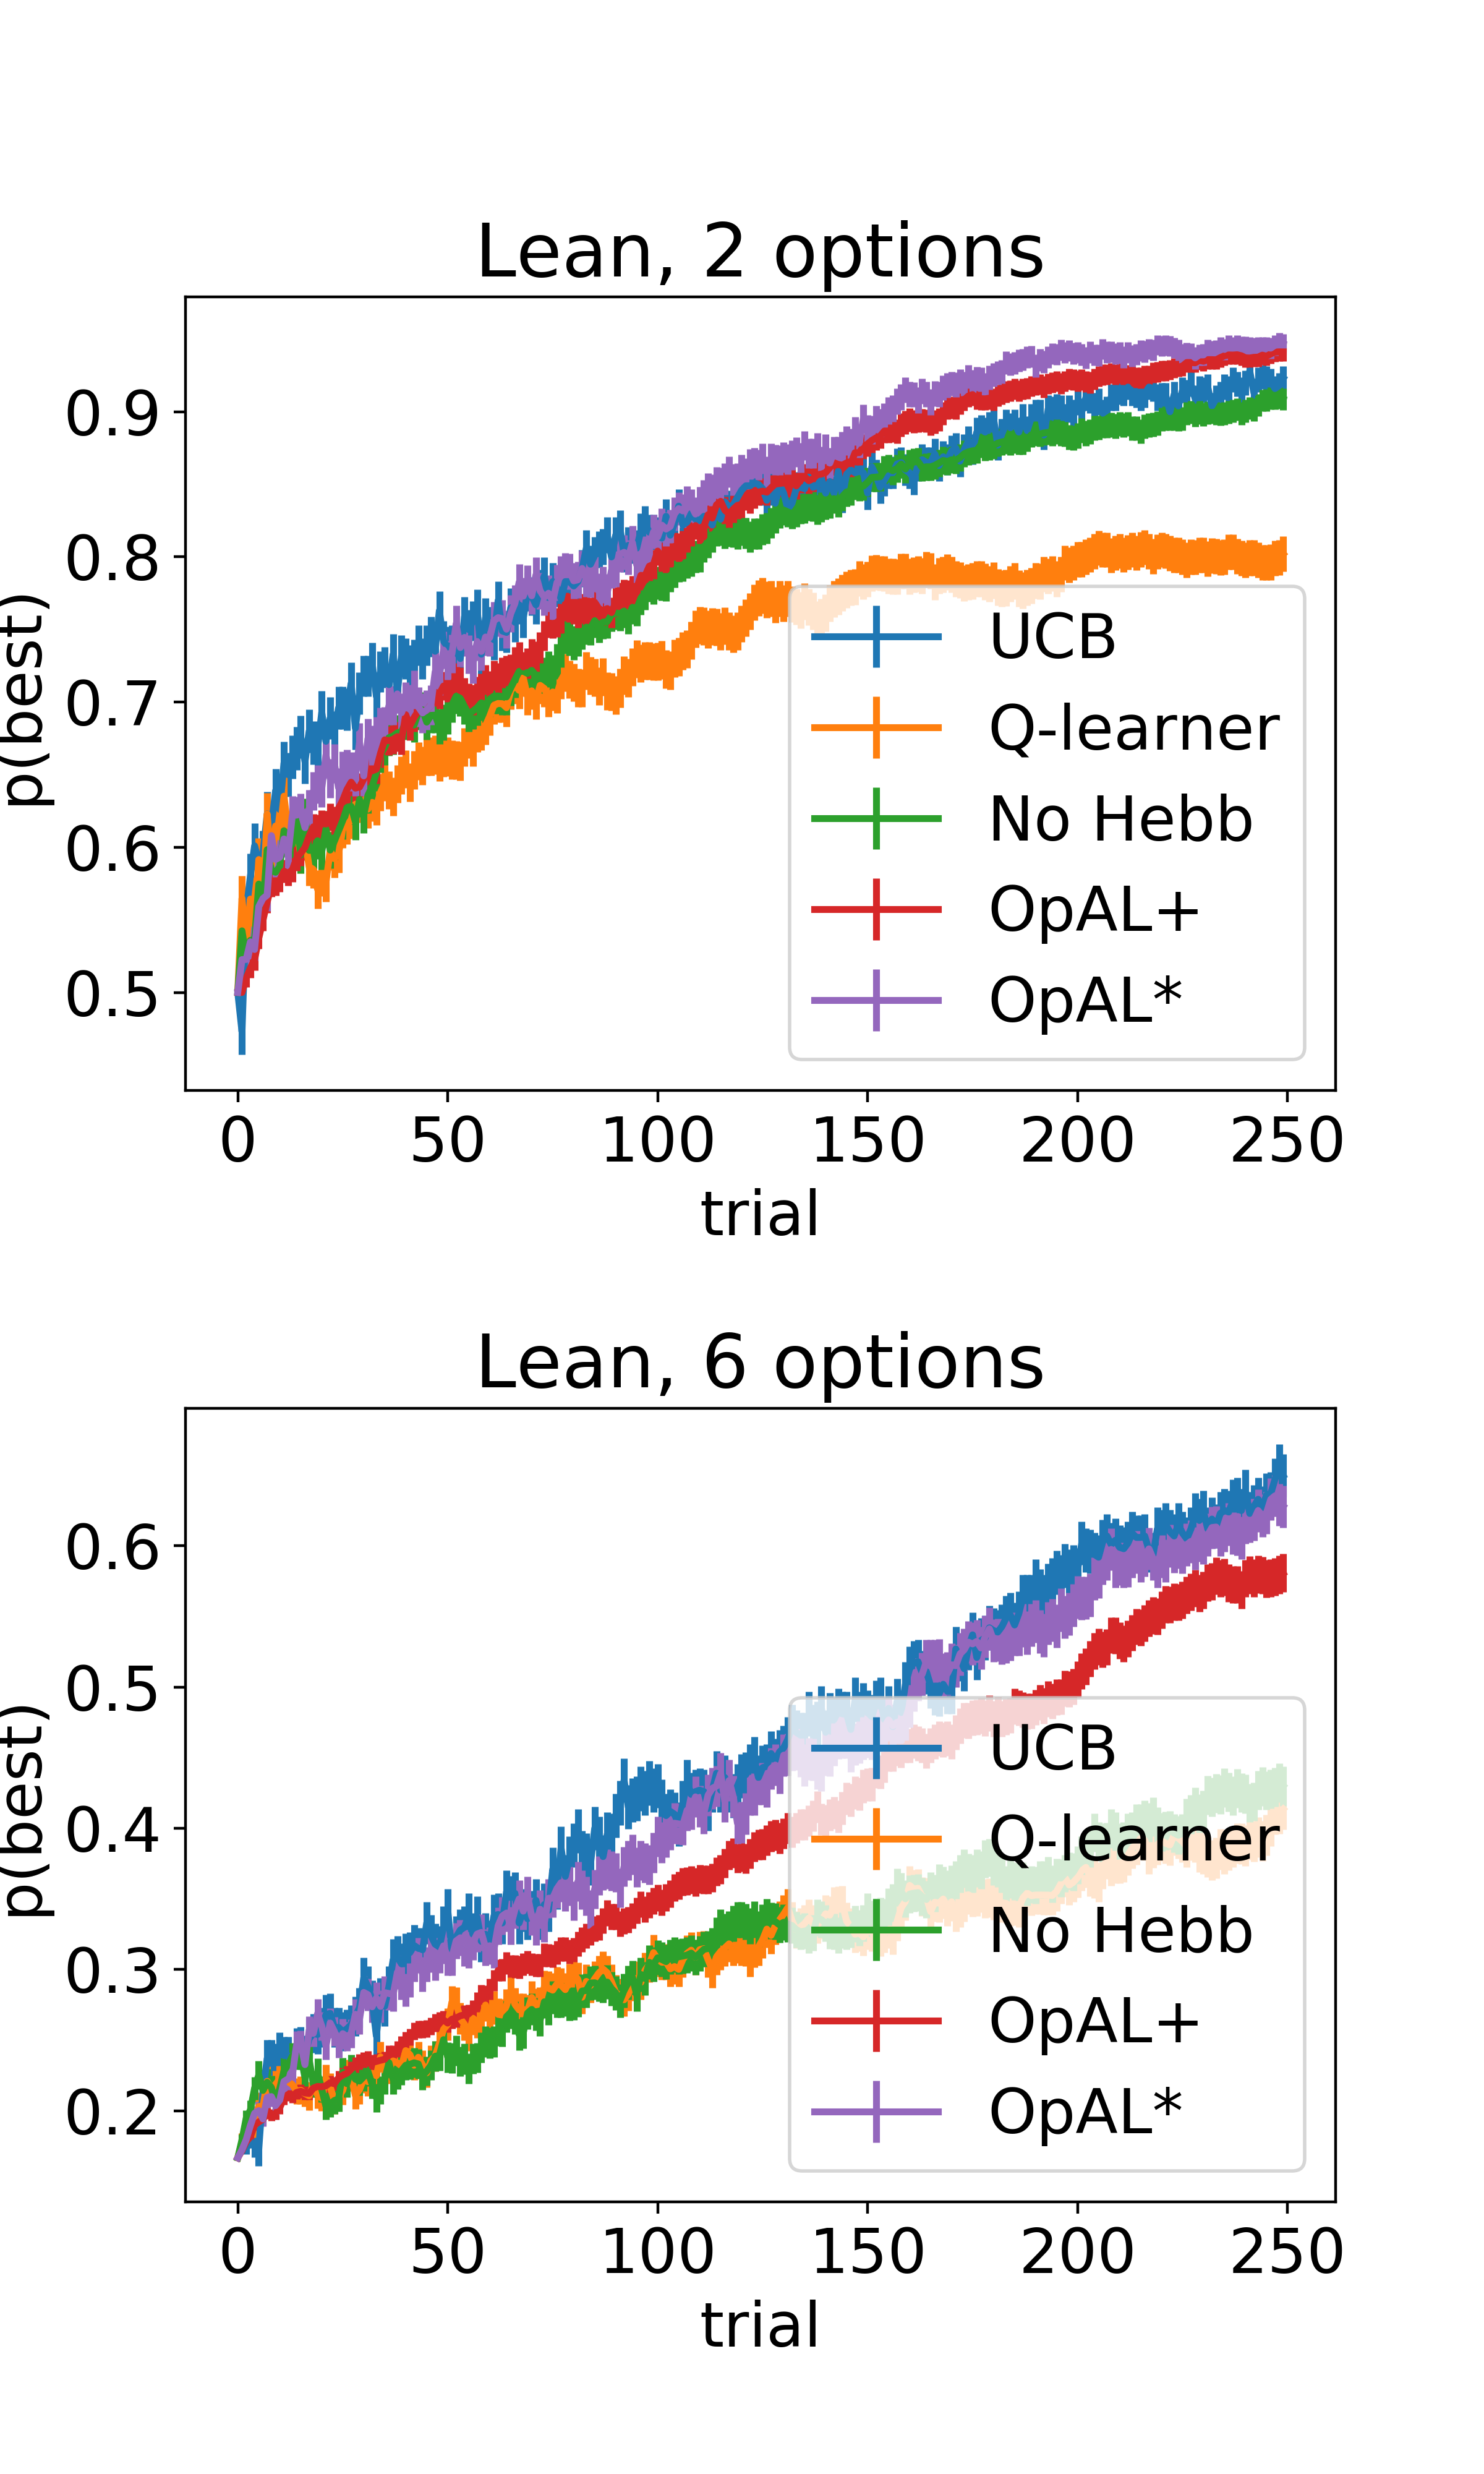 Lean, 2 options
p(best)
0.9
0.8
0.7
0.6
0.5
UCB
Q-learner
No Hebb
OpAL+
OpAL*
0 50 100 150 200 250
trial
Lean, 6 options
p(best)
0.6
0.5
0.4
0.3
0.2
UCB
Q-learner
No Hebb
OpAL+
OpAL*
0 50 100 150 200 250
trial